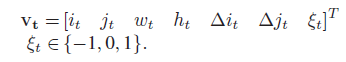 v_t = [i_t   j_t   w_t   h_t   Δi_t   Δj_t   ξ_t]^T
ξ_t ∈ {−1, 0, 1}.